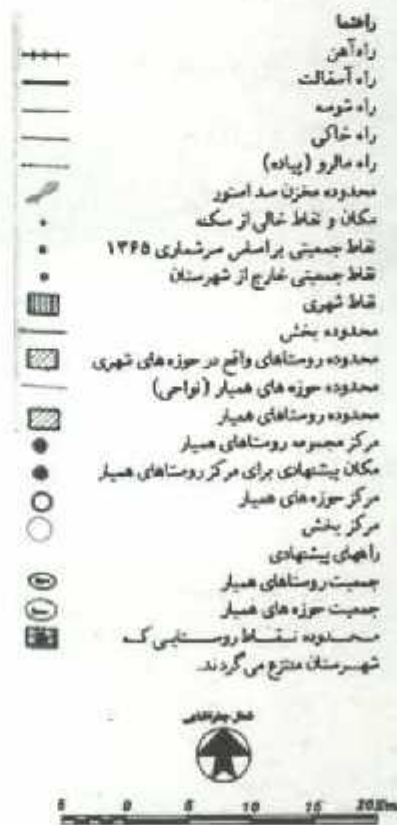 راهنما
راه آهن
راه آسفالت
راه شوسه
راه خاکی
راه مالرو (پیاده)
محدوده مخزن سد استور
مکان و نقاط خالی از سکنه
نقاط جمعیتی براساس سرشماری ۱۳۶۵
نقاط جمعیتی خارج از شهرستان
نقاط شهری
محدوده بخش
محدوده روستاهای واقع در حوزه های شهری
محدوده حوزه های همیار (نواحی)
محدوده روستاهای همیار
مرکز مجموعه روستاهای همیار
مکان پیشنهادی برای مرکز روستاهای همیار
مرکز حوزه های همیار
مرکز بخش
راههای پیشنهادی
جمعیت روستاهای همیار
جمعیت حوزه های همیار
محدوده نقاط روستایی که
شهرستان منتزع می گردند.
شمال جغرافیایی
5 0 5 10 15 20Km